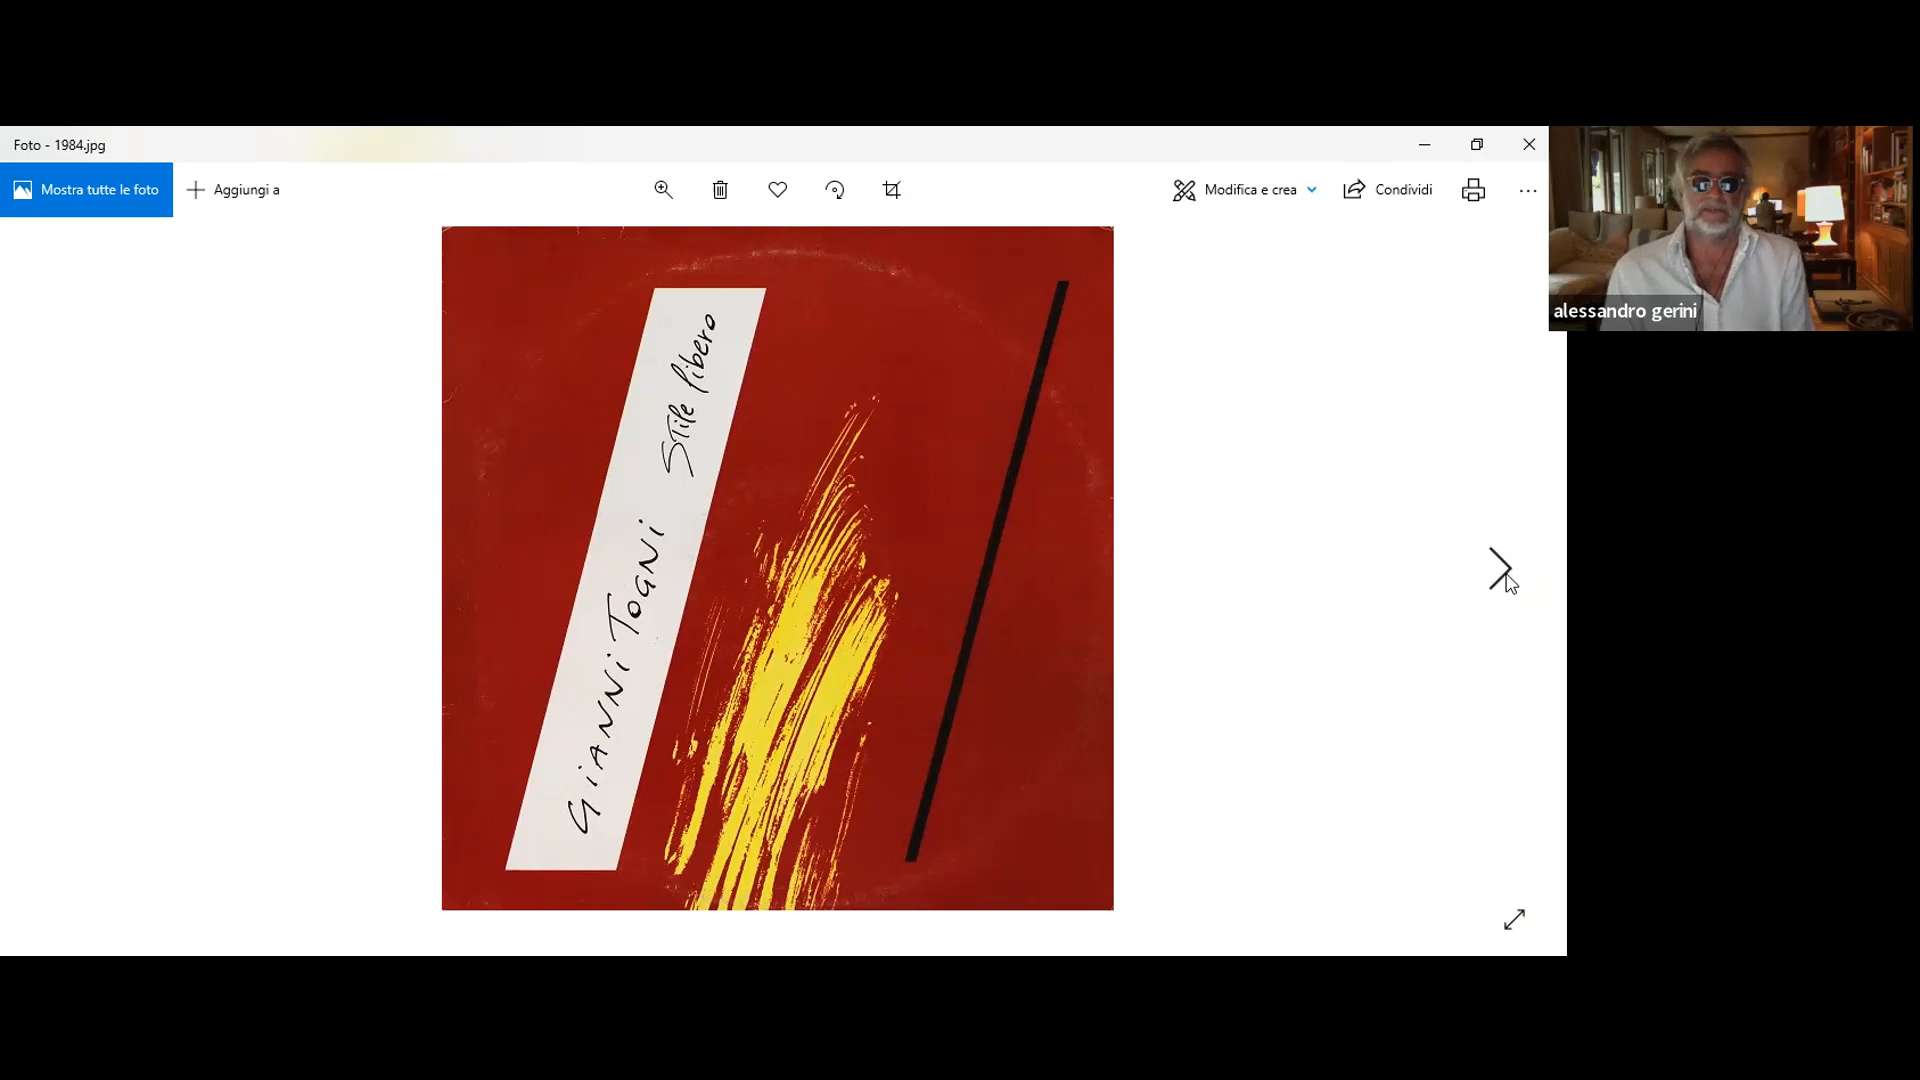 Foto - 1984.jpg
Mostra tutte le foto
Aggiungi a
Modifica e crea
Condividi
alessandro gerini
GiANNi TOGNi Stile libero